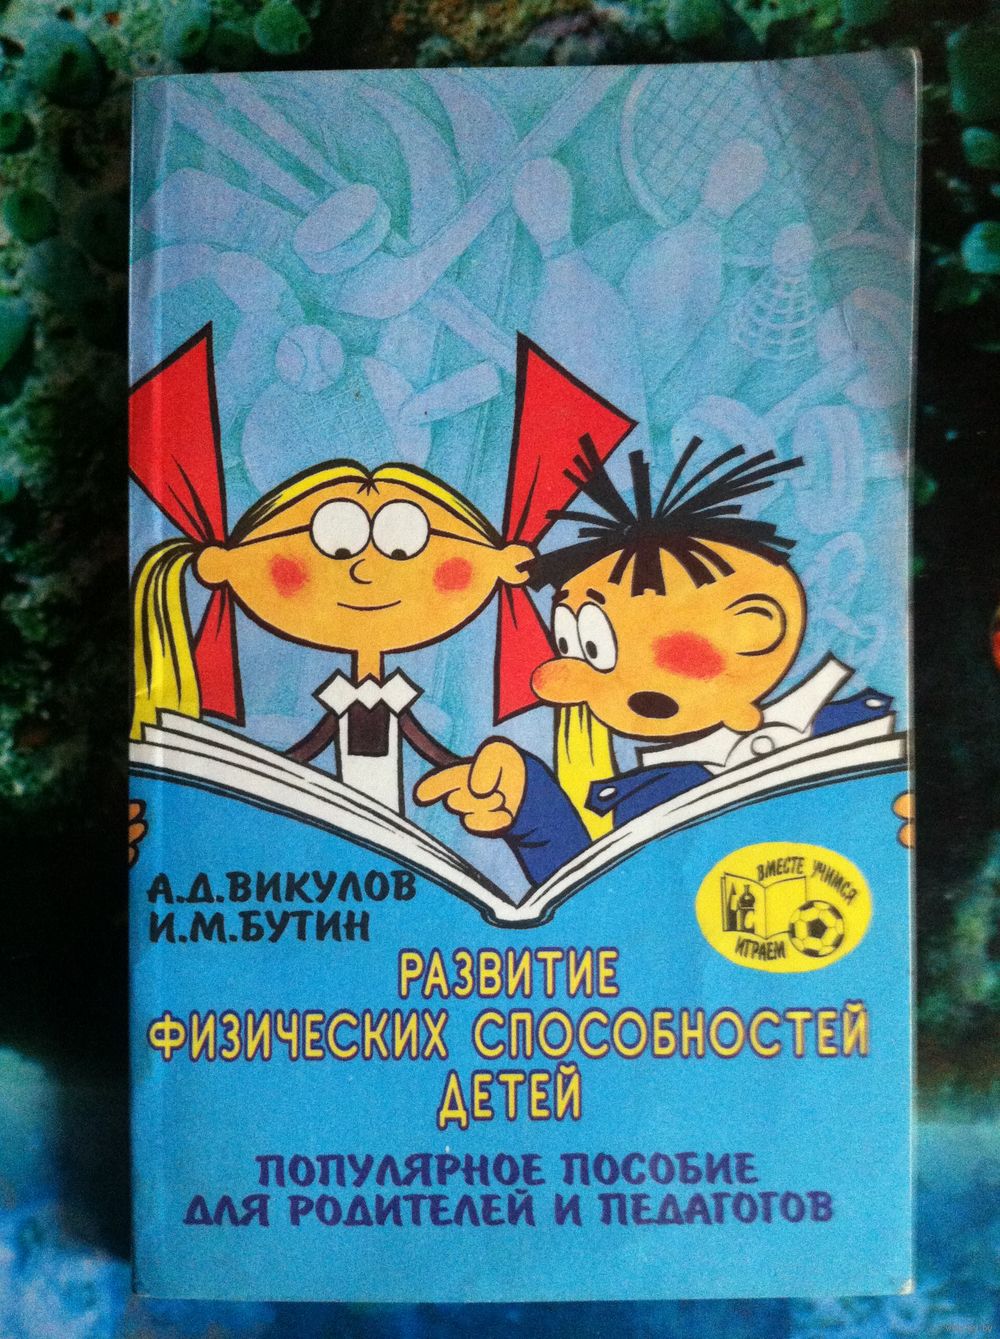 А.Д.ВИКУЛОВ
И.М.БУТИН
ВМЕСТЕ УЧИМСЯ
ИГРАЕМ
РАЗВИТИЕ
ФИЗИЧЕСКИХ СПОСОБНОСТЕЙ
ДЕТЕЙ
ПОПУЛЯРНОЕ ПОСОБИЕ
ДЛЯ РОДИТЕЛЕЙ И ПЕДАГОГОВ